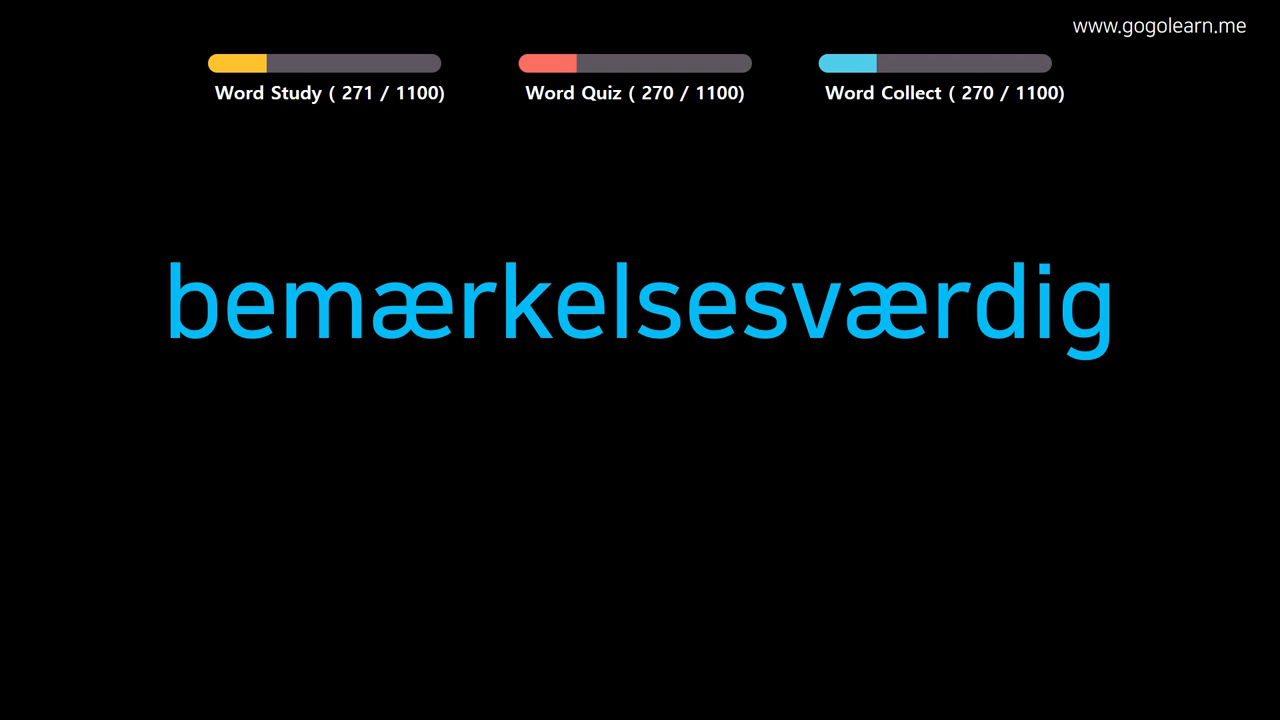 www.gogolearn.me
Word Study ( 271 / 1100)
Word Quiz ( 270 / 1100)
Word Collect ( 270 / 1100)
bemærkelsesværdig